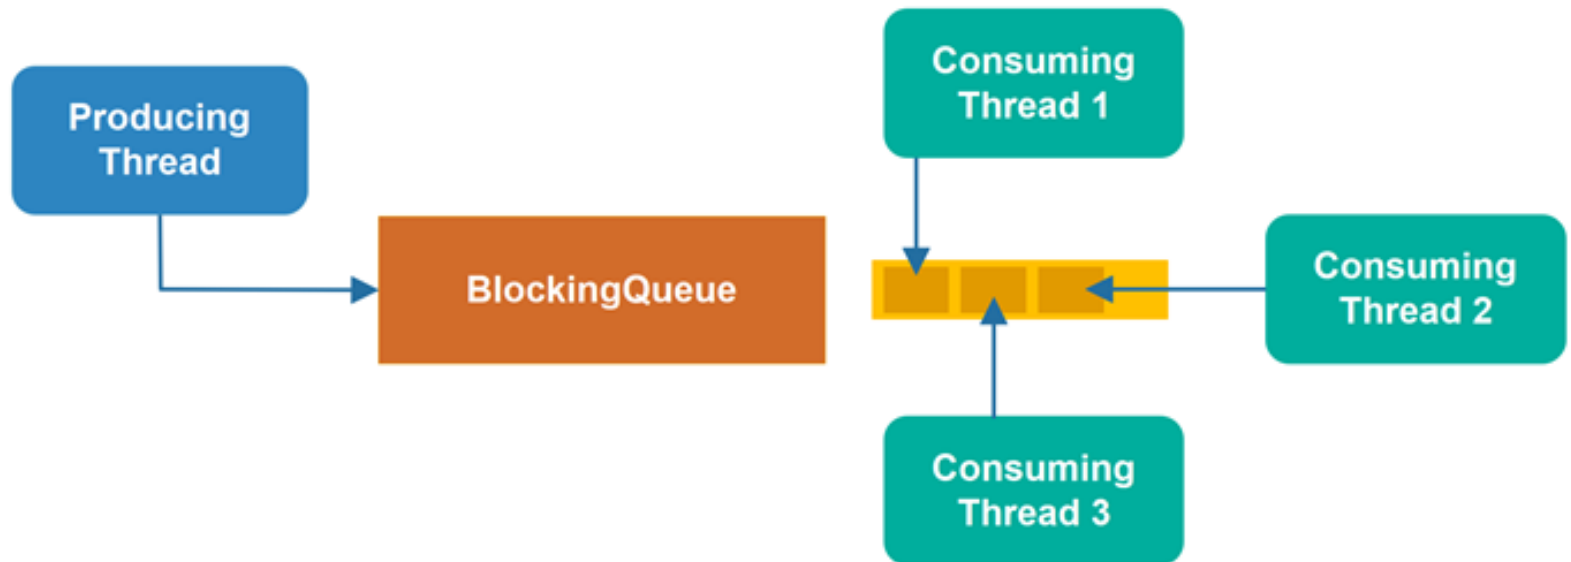 Producing
Thread
BlockingQueue
Consuming
Thread 1
Consuming
Thread 2
Consuming
Thread 3